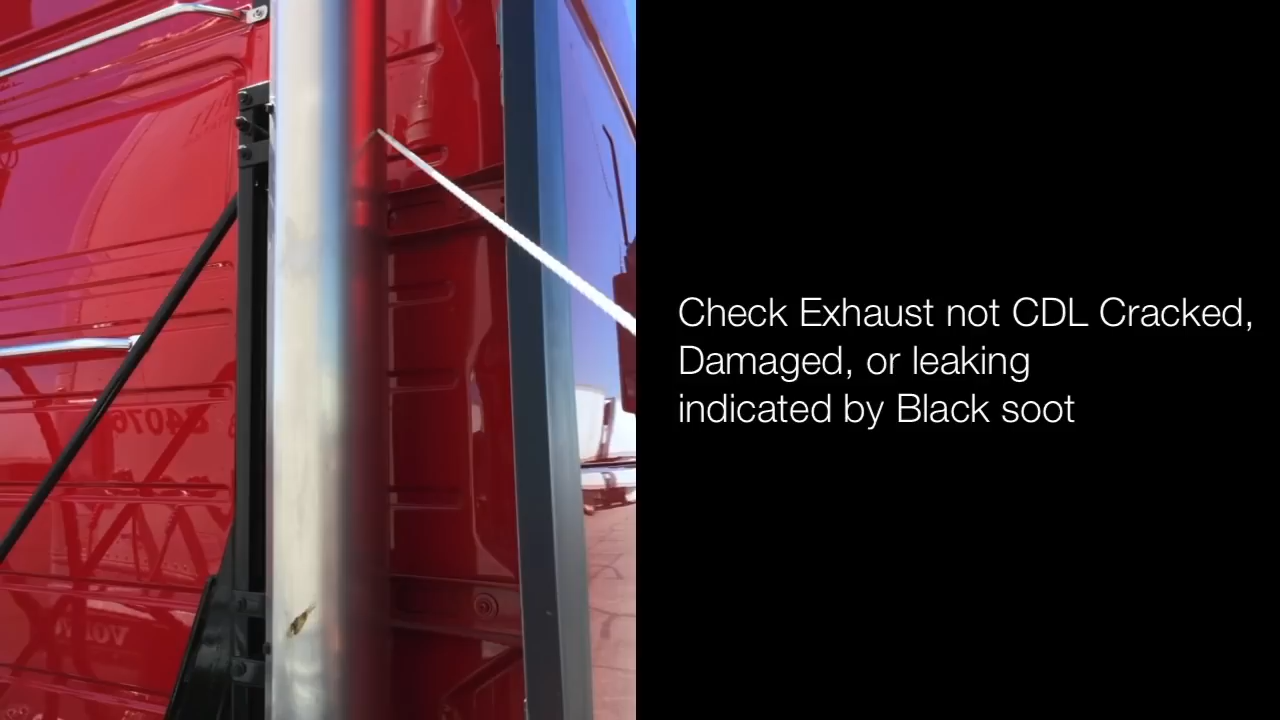 Check Exhaust not CDL Cracked,
Damaged, or leaking
indicated by Black soot